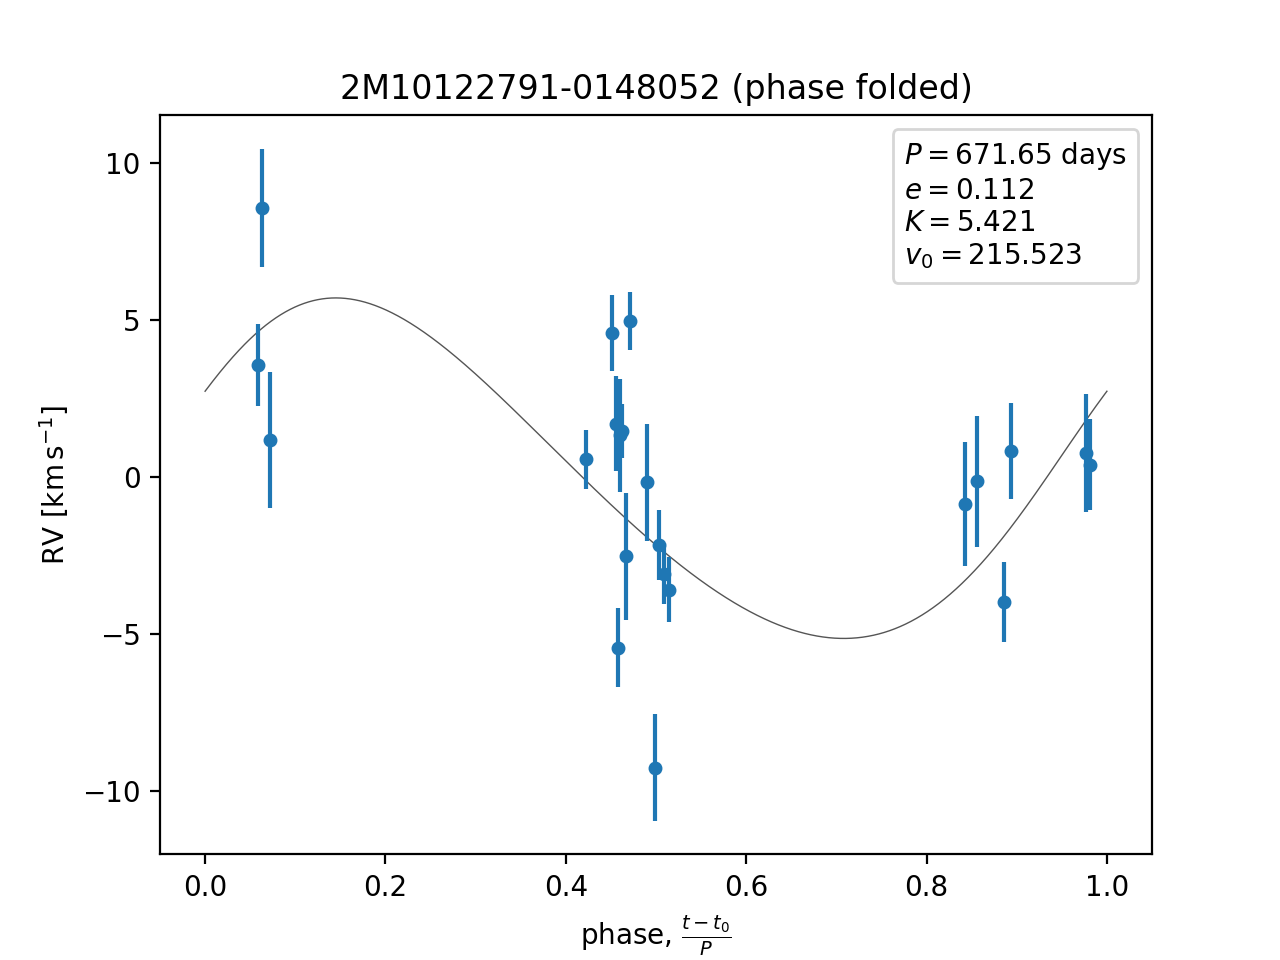 2M10122791-0148052 (phase folded)
P = 671.65 days
e = 0.112
K = 5.421
v₀ = 215.523
10
5
0
−5
−10
RV [km s⁻¹]
0.0 0.2 0.4 0.6 0.8 1.0
phase, (t − t₀)/P